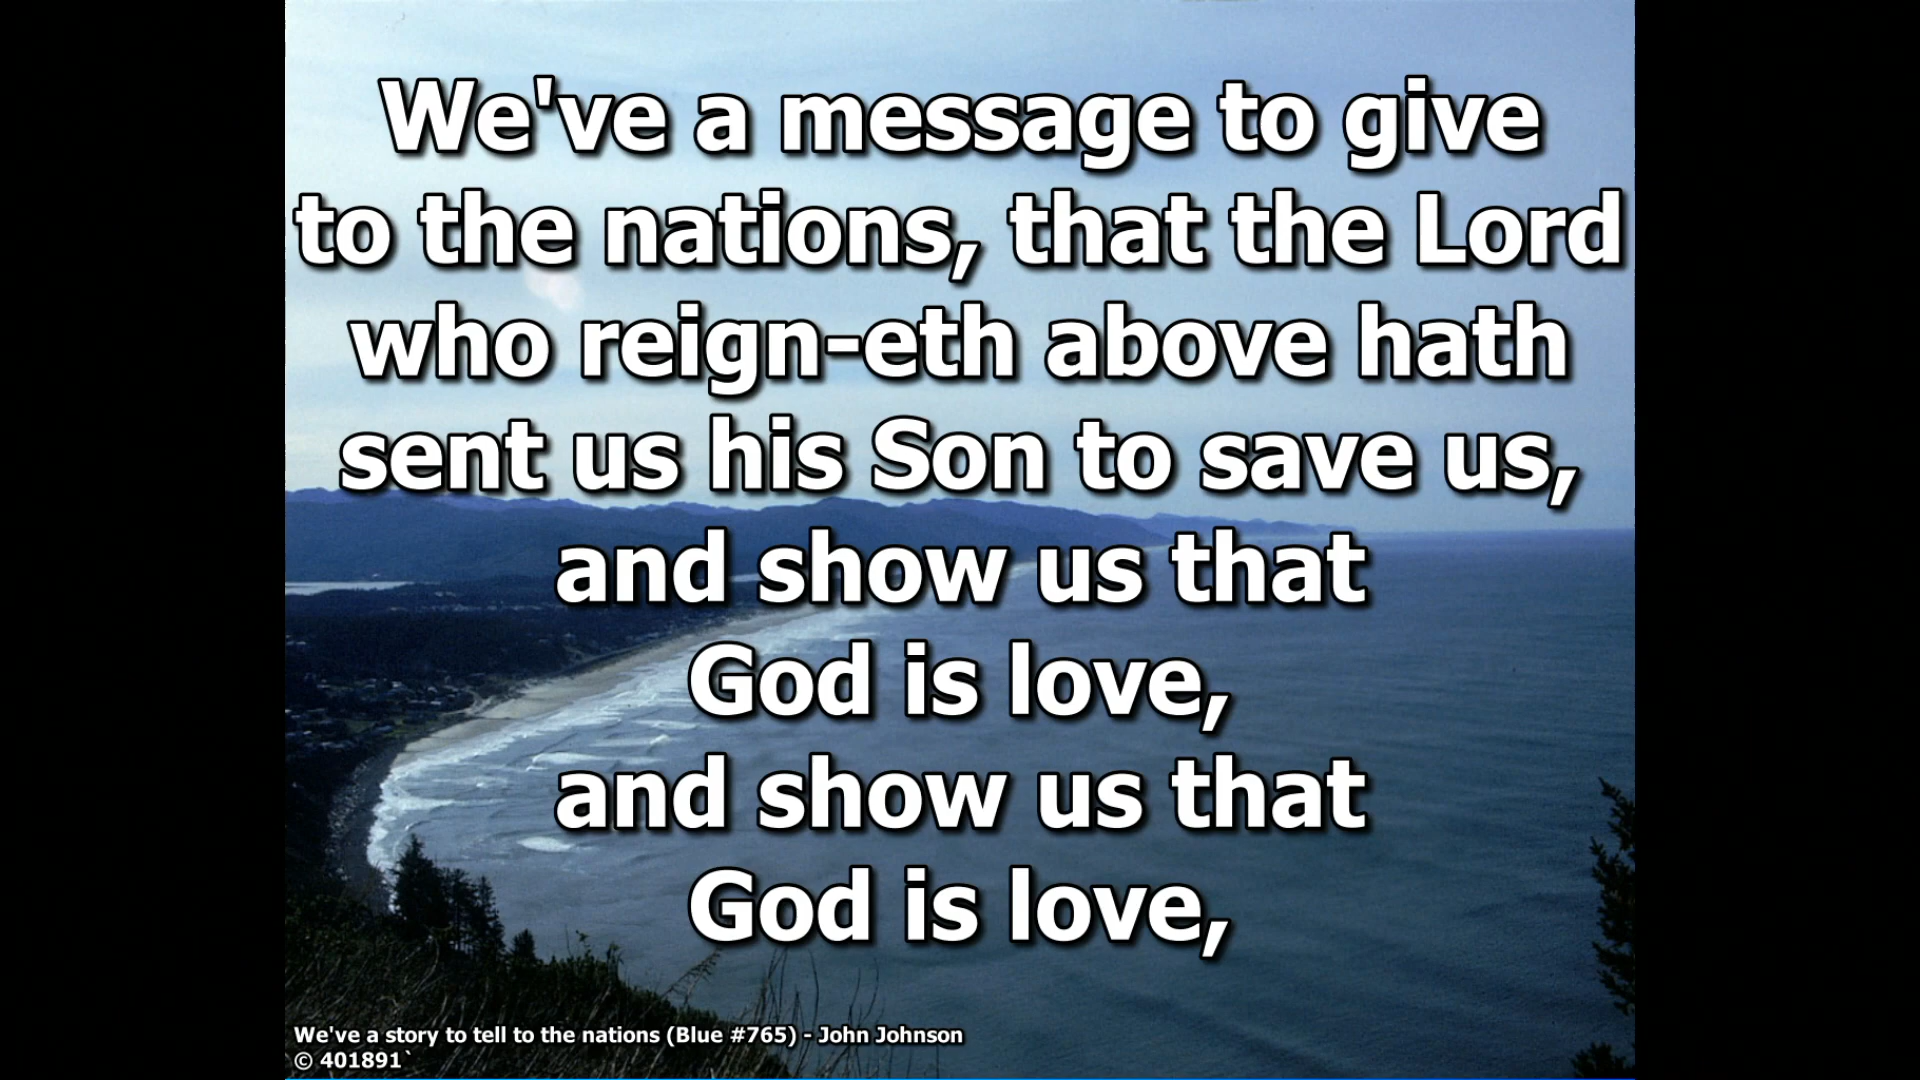 We've a message to give
to the nations, that the Lord
who reign-eth above hath
sent us his Son to save us,
and show us that
God is love,
and show us that
God is love,
We've a story to tell to the nations (Blue #765) - John Johnson
© 401891`